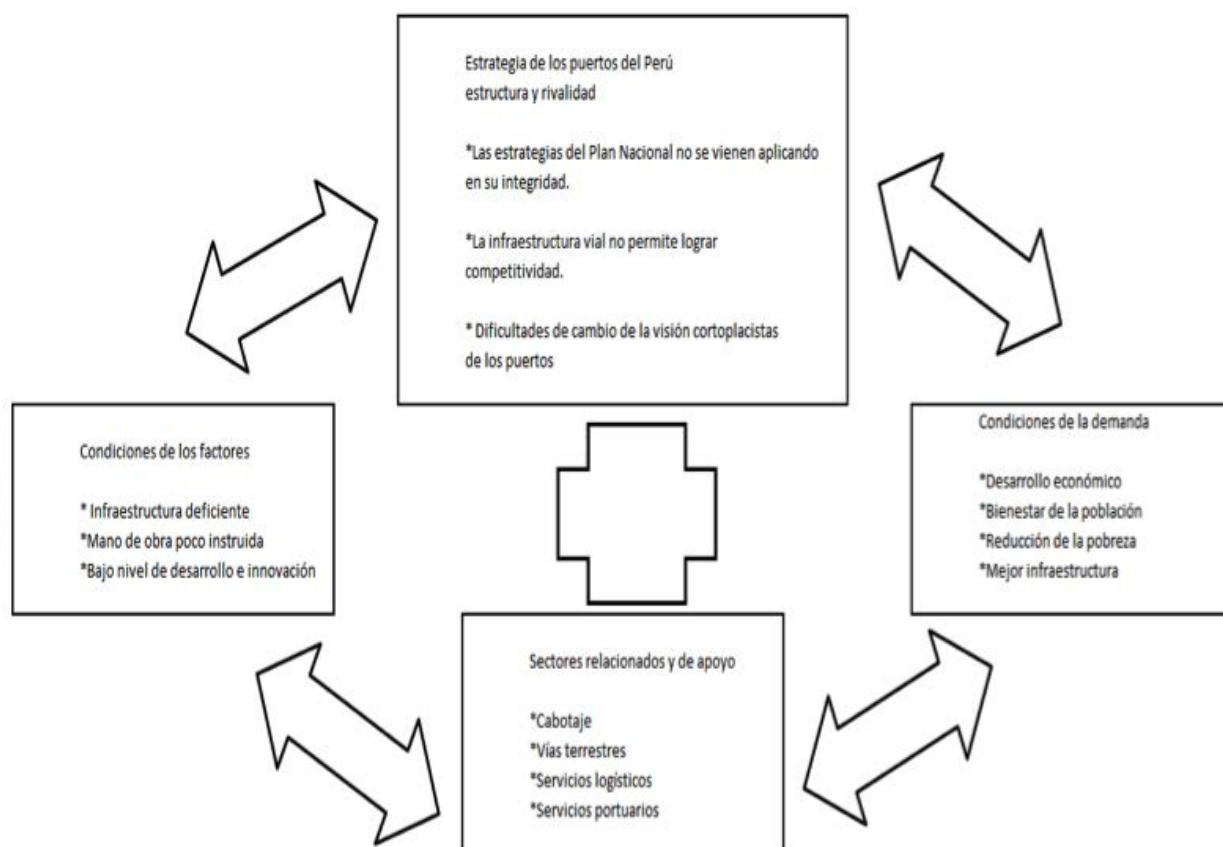 Estrategia de los puertos del Perú
estructura y rivalidad
*Las estrategias del Plan Nacional no se vienen aplicando
en su integridad.
*La infraestructura vial no permite lograr
competitividad.
* Dificultades de cambio de la visión cortoplacistas
de los puertos
Condiciones de los factores
* Infraestructura deficiente
*Mano de obra poco instruida
*Bajo nivel de desarrollo e innovación
Condiciones de la demanda
*Desarrollo económico
*Bienestar de la población
*Reducción de la pobreza
*Mejor infraestructura
Sectores relacionados y de apoyo
*Cabotaje
*Vías terrestres
*Servicios logísticos
*Servicios portuarios